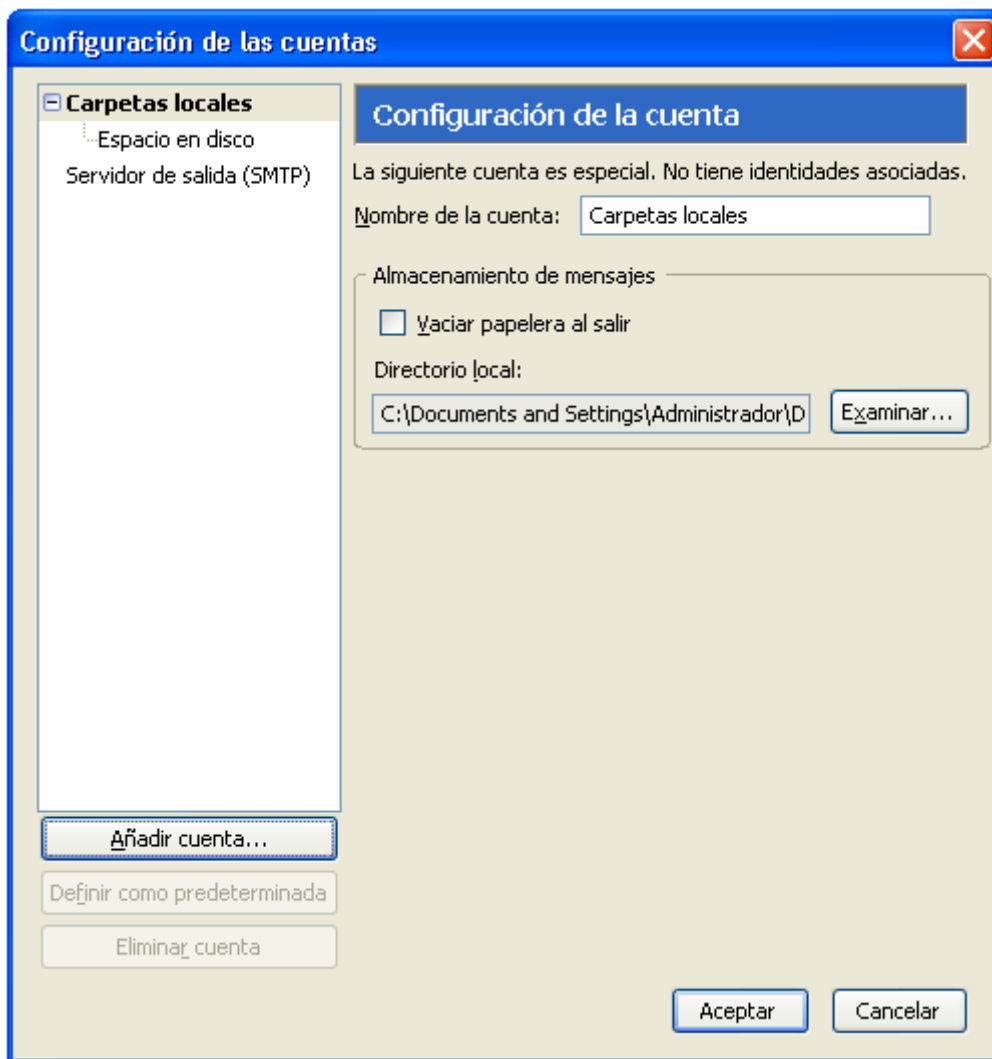 Configuración de las cuentas
Carpetas locales
Espacio en disco
Servidor de salida (SMTP)
Añadir cuenta...
Definir como predeterminada
Eliminar cuenta
Configuración de la cuenta
La siguiente cuenta es especial. No tiene identidades asociadas.
Nombre de la cuenta: Carpetas locales
Almacenamiento de mensajes
Vaciar papelera al salir
Directorio local:
C:\Documents and Settings\Administrador\D Examinar...
Aceptar Cancelar